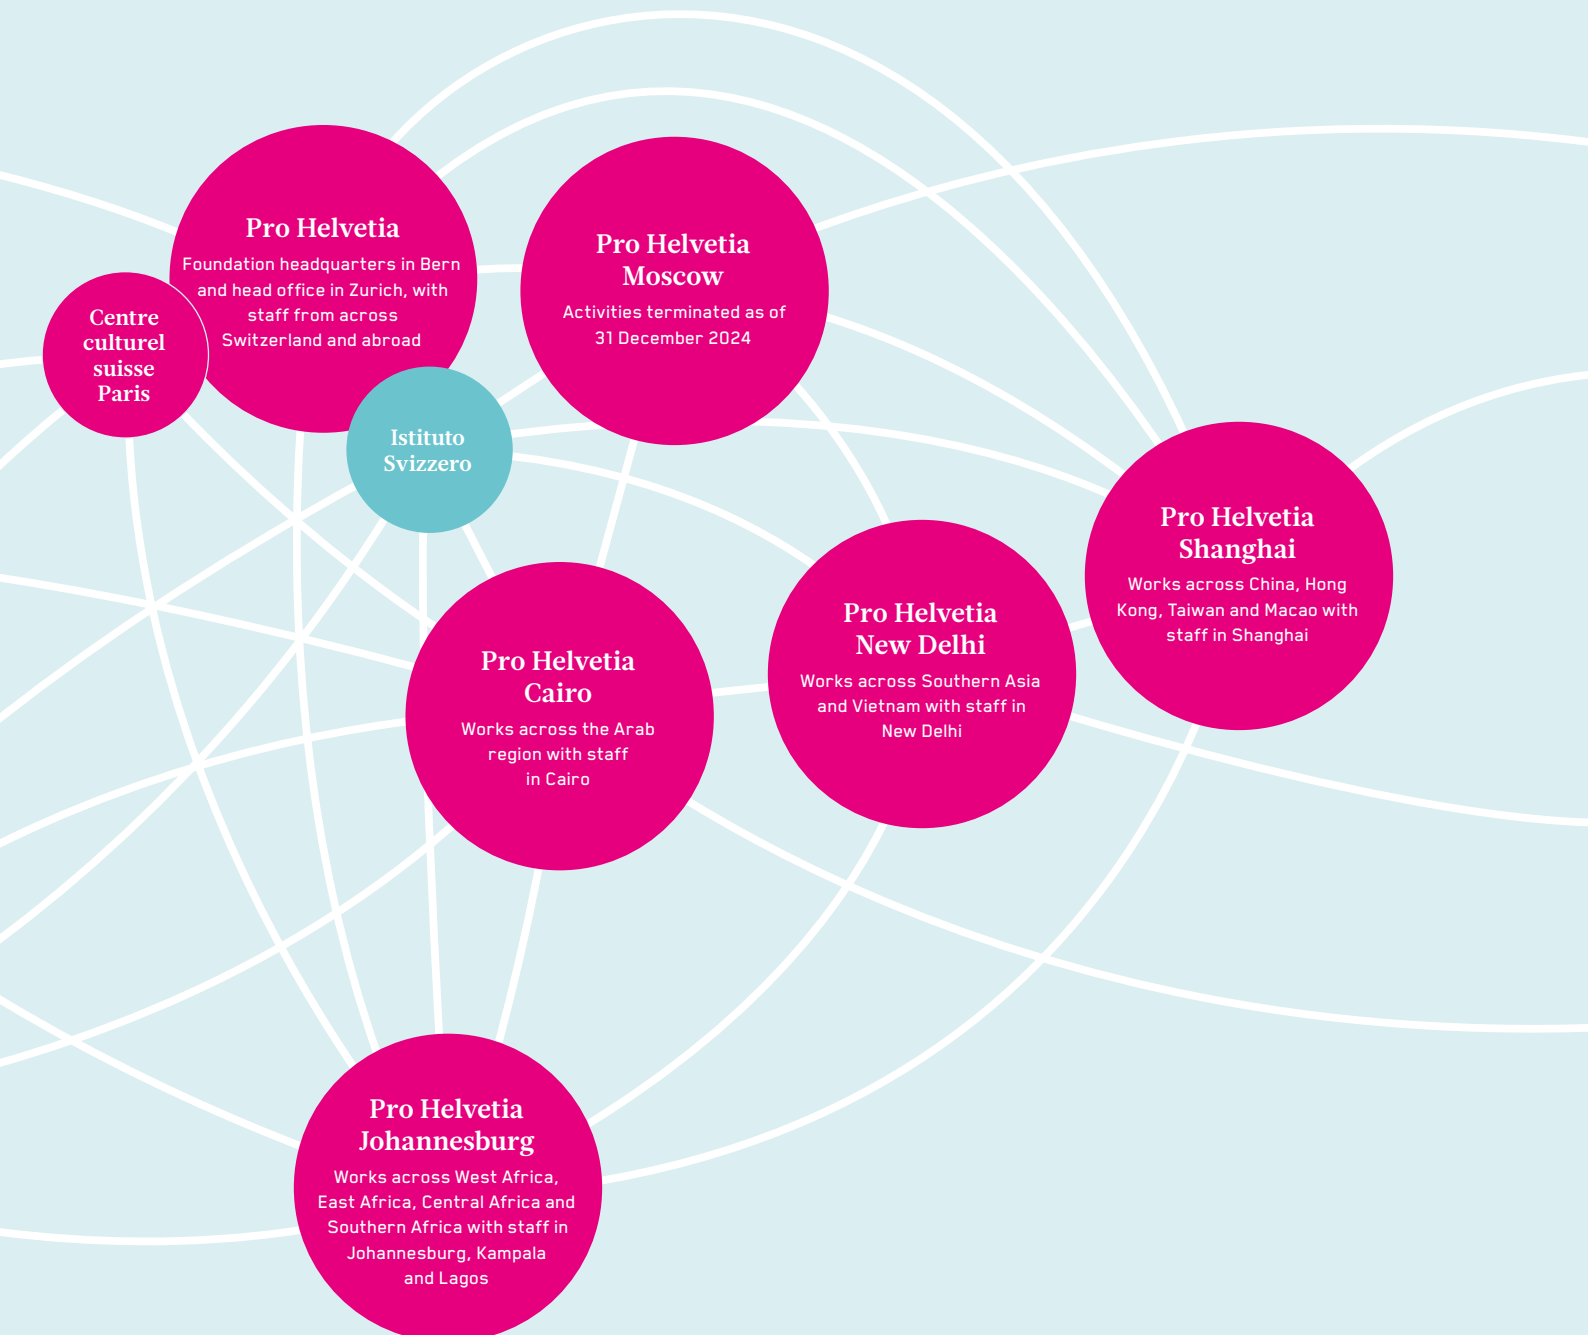 Pro Helvetia
Foundation headquarters in Bern
and head office in Zurich, with
staff from across
Switzerland and abroad
Centre
culturel
suisse
Paris
Istituto
Svizzero
Pro Helvetia
Moscow
Activities terminated as of
31 December 2024
Pro Helvetia
Shanghai
Works across China, Hong
Kong, Taiwan and Macao with
staff in Shanghai
Pro Helvetia
New Delhi
Works across Southern Asia
and Vietnam with staff in
New Delhi
Pro Helvetia
Cairo
Works across the Arab
region with staff
in Cairo
Pro Helvetia
Johannesburg
Works across West Africa,
East Africa, Central Africa and
Southern Africa with staff in
Johannesburg, Kampala
and Lagos